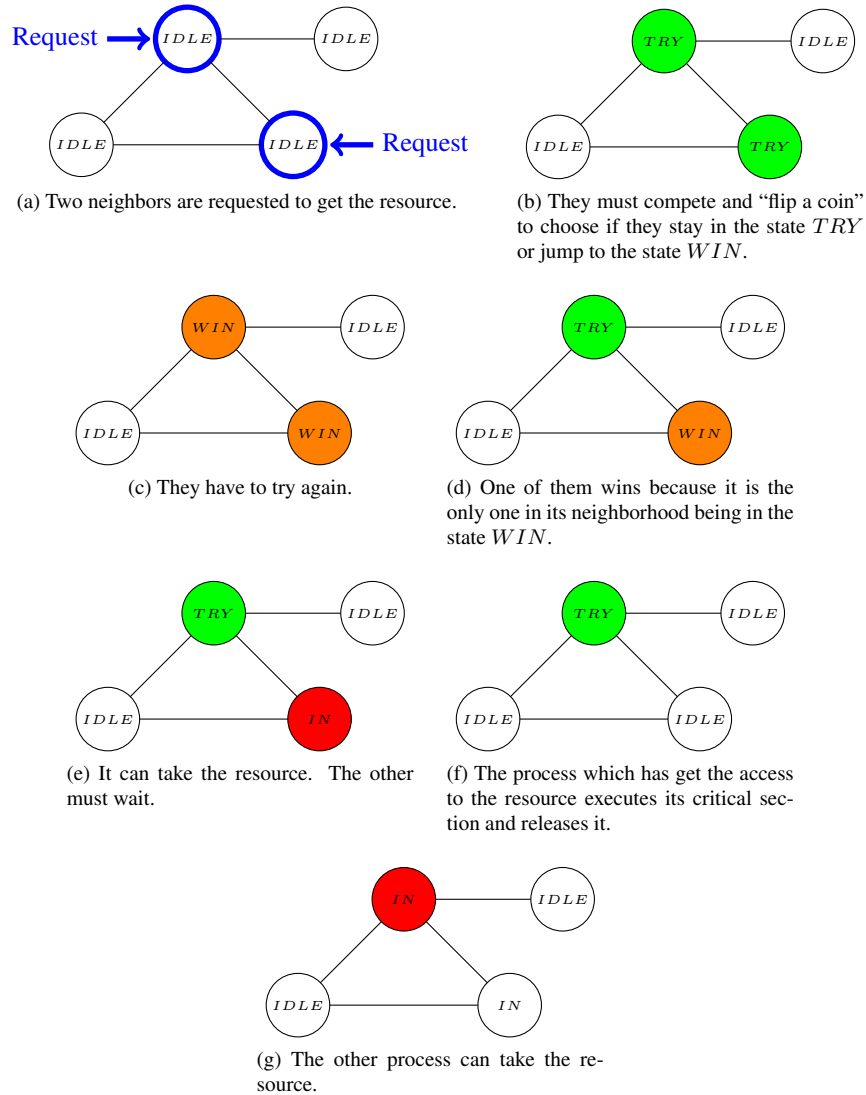 Request IDLE IDLE
IDLE IDLE Request
(a) Two neighbors are requested to get the resource.
TRY IDLE
IDLE TRY
(b) They must compete and “flip a coin”
to choose if they stay in the state TRY
or jump to the state WIN.
WIN IDLE
IDLE WIN
(c) They have to try again.
TRY IDLE
IDLE WIN
(d) One of them wins because it is the
only one in its neighborhood being in the
state WIN.
TRY IDLE
IDLE IN
(e) It can take the resource. The other
must wait.
TRY IDLE
IDLE IDLE
(f) The process which has get the access
to the resource executes its critical sec-
tion and releases it.
IN IDLE
IDLE IN
(g) The other process can take the re-
source.